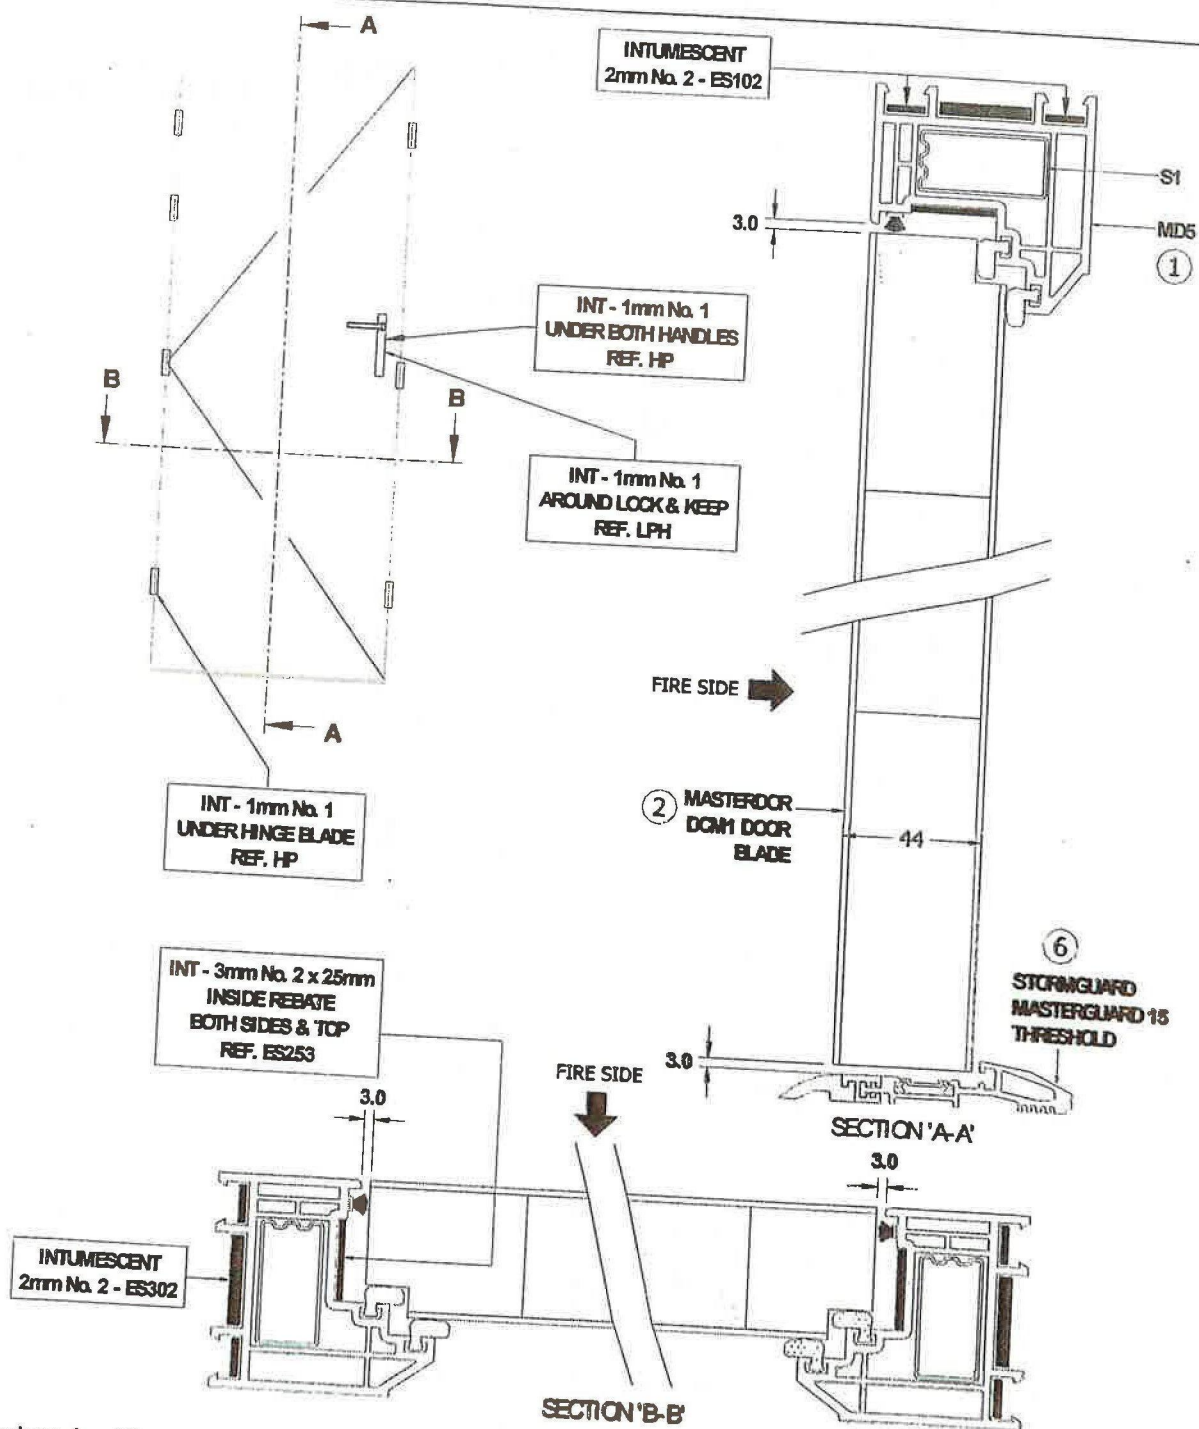 A
INTUMESCENT
2mm No. 2 - ES102
S1
3.0
MD5
1
INT - 1mm No. 1
UNDER BOTH HANDLES
REF. HP
B
B
INT - 1mm No. 1
AROUND LOCK & KEEP
REF. LPH
FIRE SIDE
A
INT - 1mm No. 1
UNDER HINGE BLADE
REF. HP
2
MASTERDOR
DCM1 DOOR
BLADE
44
6
STORMGUARD
MASTERGUARD 15
THRESHOLD
INT - 3mm No. 2 x 25mm
INSIDE REBATE
BOTH SIDES & TOP
REF. ES253
3.0
FIRE SIDE
3.0
SECTION 'A-A'
3.0
INTUMESCENT
2mm No. 2 - ES302
SECTION 'B-B'